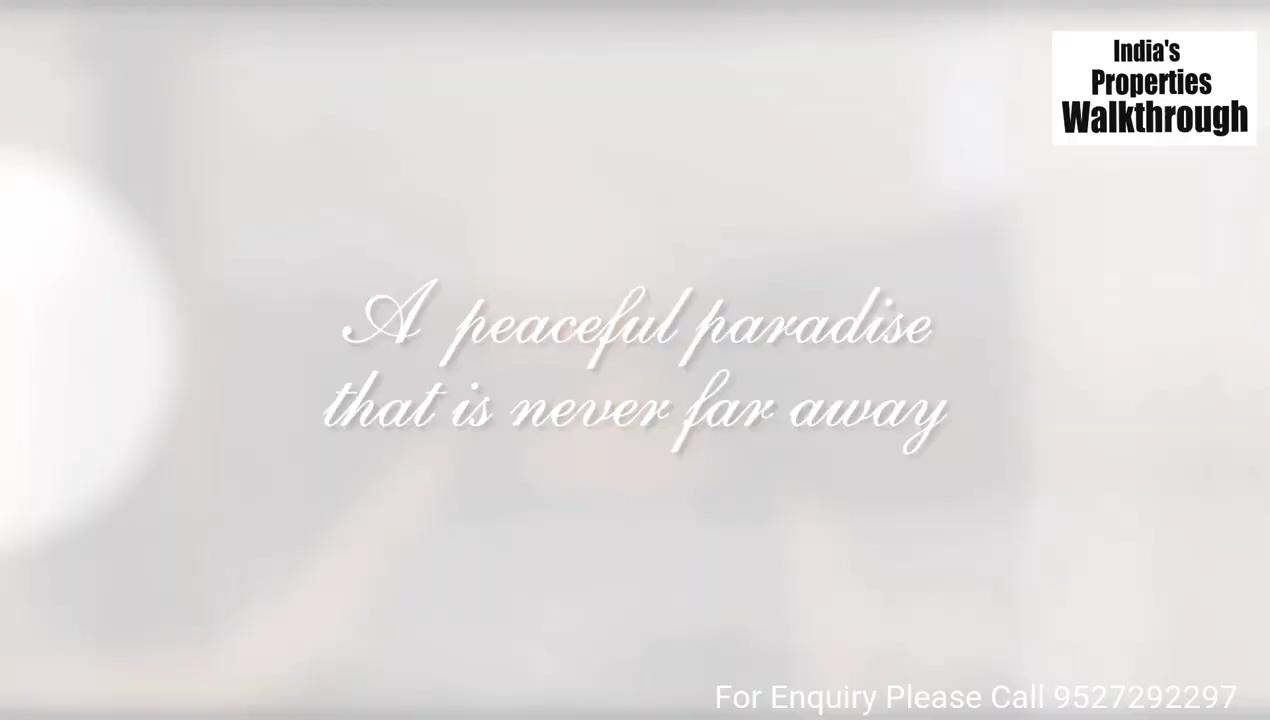 India's
Properties
Walkthrough
A peaceful paradise
that is never far away
For Enquiry Please Call 9527292297